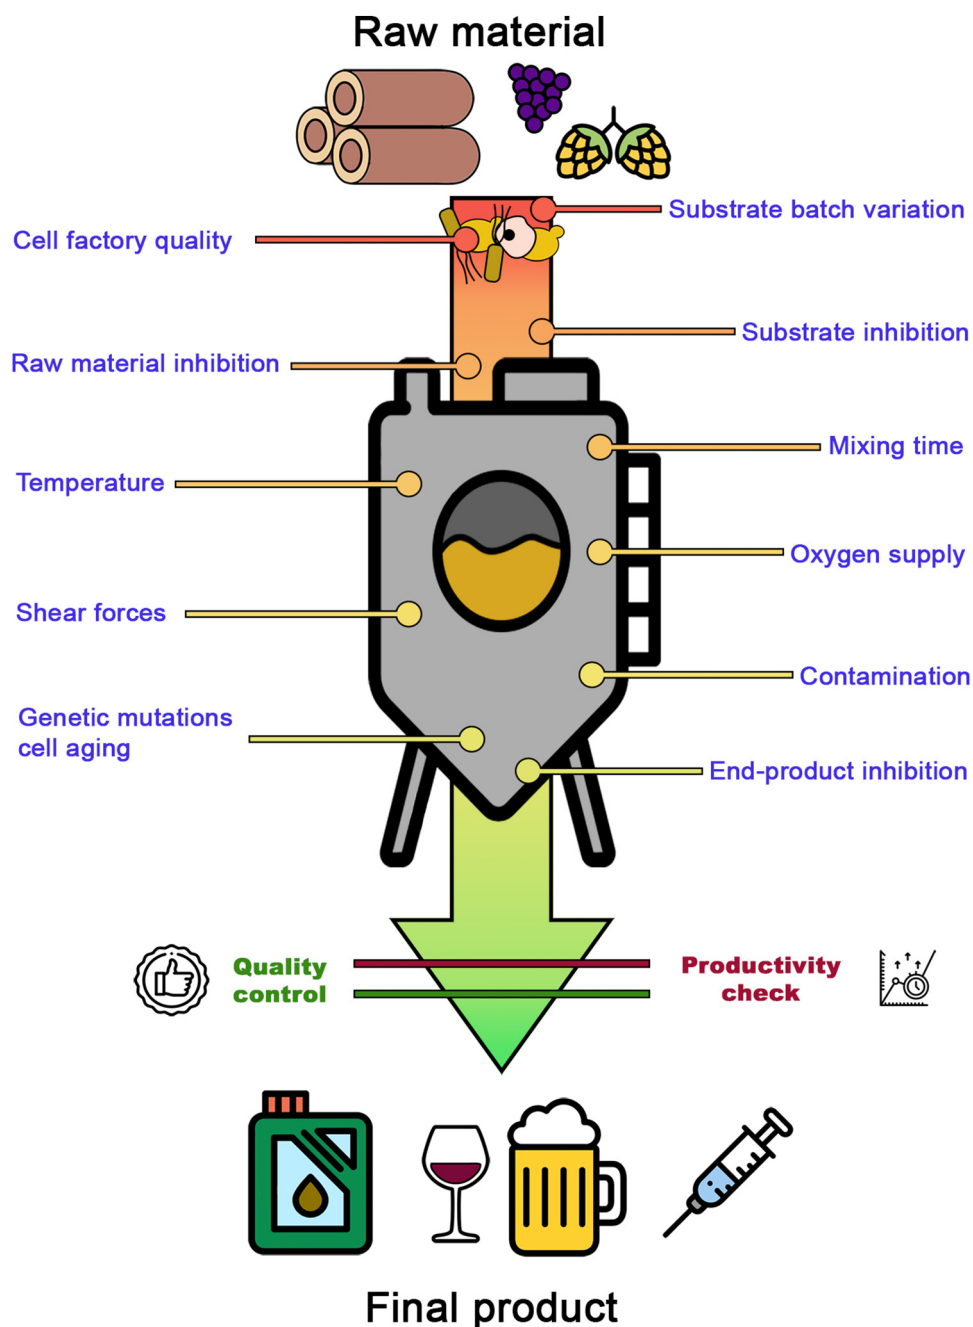 Raw material
Substrate batch variation
Cell factory quality
Substrate inhibition
Raw material inhibition
Mixing time
Temperature
Oxygen supply
Shear forces
Contamination
Genetic mutations
cell aging
End-product inhibition
Quality
control
Productivity
check
Final product